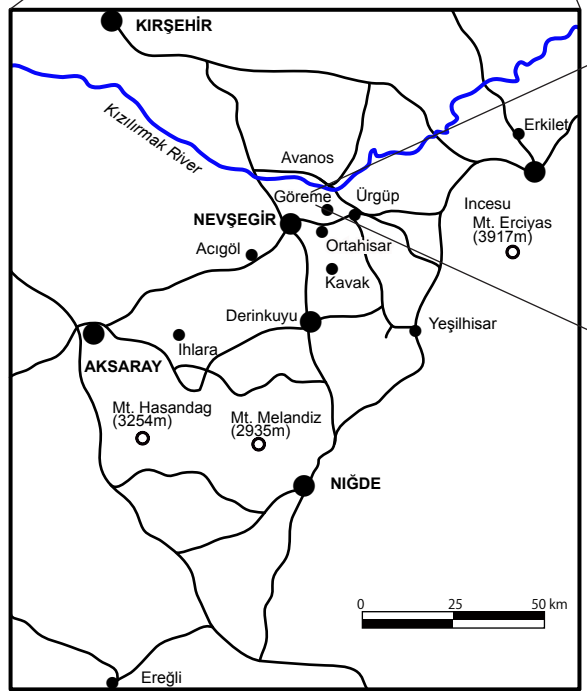 KIRŞEHİR
Kızılırmak River
Erkilet
Avanos
Göreme
Ürgüp
Incesu
NEVŞEGİR
Mt. Erciyas
(3917m)
Ortahisar
Acıgöl
Kavak
Derinkuyu
Yeşilhisar
Ihlara
AKSARAY
Mt. Hasandag
(3254m)
Mt. Melandiz
(2935m)
NIĞDE
0 25 50 km
Ereğli